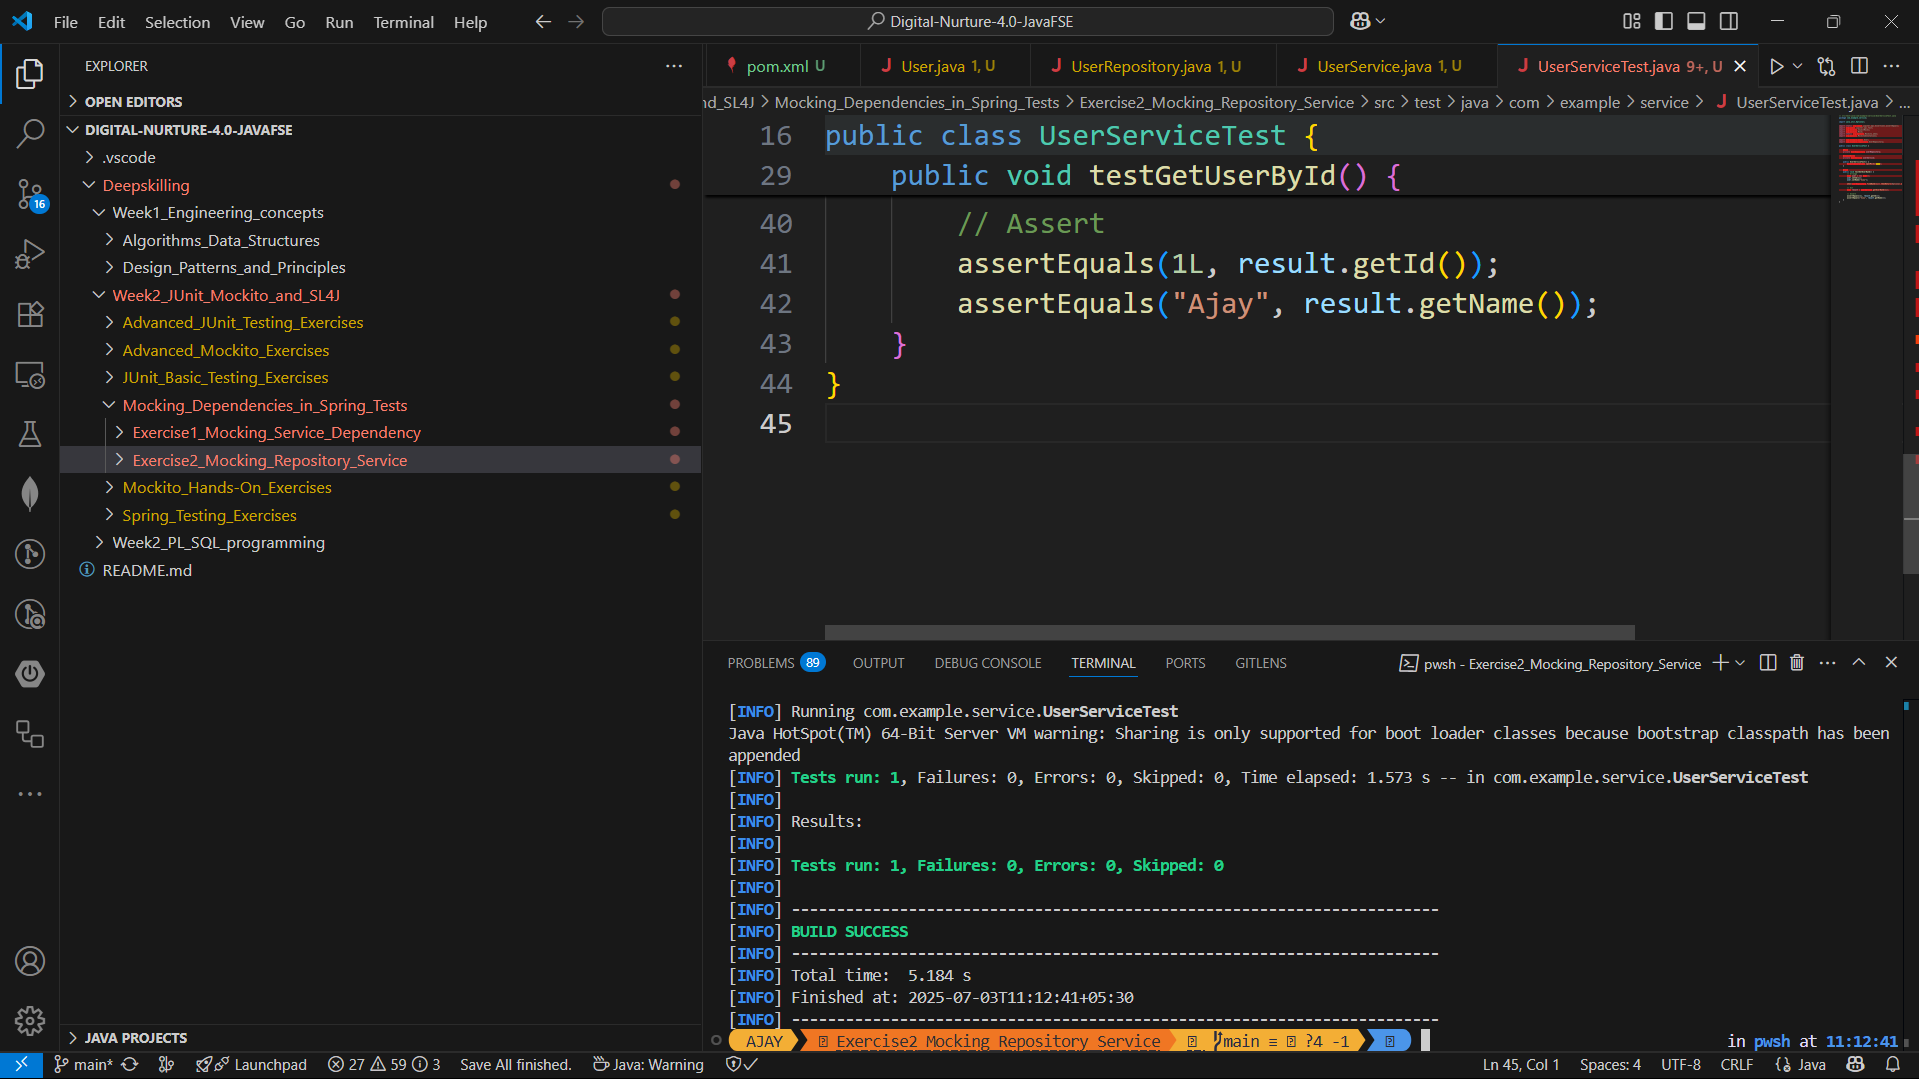 File Edit Selection View Go Run Terminal Help
Digital-Nurture-4.0-JavaFSE
EXPLORER
OPEN EDITORS
DIGITAL-NURTURE-4.0-JAVAFSE
.vscode
Deepskilling
Week1_Engineering_concepts
Algorithms_Data_Structures
Design_Patterns_and_Principles
Week2_JUnit_Mockito_and_SL4J
Advanced_JUnit_Testing_Exercises
Advanced_Mockito_Exercises
JUnit_Basic_Testing_Exercises
Mocking_Dependencies_in_Spring_Tests
Exercise1_Mocking_Service_Dependency
Exercise2_Mocking_Repository_Service
Mockito_Hands-On_Exercises
Spring_Testing_Exercises
Week2_PL_SQL_programming
README.md
JAVA PROJECTS
16
pom.xml U
User.java 1, U
UserRepository.java 1, U
UserService.java 1, U
UserServiceTest.java 9+, U
nd_SL4J > Mocking_Dependencies_in_Spring_Tests > Exercise2_Mocking_Repository_Service > src > test > java > com > example > service > UserServiceTest.java > ...
16 public class UserServiceTest {
29 public void testGetUserById() {
40 // Assert
41 assertEquals(1L, result.getId());
42 assertEquals("Ajay", result.getName());
43 }
44 }
45
PROBLEMS 89 OUTPUT DEBUG CONSOLE TERMINAL PORTS GITLENS
pwsh - Exercise2_Mocking_Repository_Service
[INFO] Running com.example.service.UserServiceTest
Java HotSpot(TM) 64-Bit Server VM warning: Sharing is only supported for boot loader classes because bootstrap classpath has been
appended
[INFO] Tests run: 1, Failures: 0, Errors: 0, Skipped: 0, Time elapsed: 1.573 s -- in com.example.service.UserServiceTest
[INFO]
[INFO] Results:
[INFO]
[INFO] Tests run: 1, Failures: 0, Errors: 0, Skipped: 0
[INFO]
[INFO] ------------------------------------------------------------------------
[INFO] BUILD SUCCESS
[INFO] ------------------------------------------------------------------------
[INFO] Total time:  5.184 s
[INFO] Finished at: 2025-07-03T11:12:41+05:30
[INFO] ------------------------------------------------------------------------
AJAY Exercise2_Mocking_Repository_Service main ≡ ?4 -1 in pwsh at 11:12:41
main* Launchpad 27 59 3 Save All finished. Java: Warning Ln 45, Col 1 Spaces: 4 UTF-8 CRLF {} Java